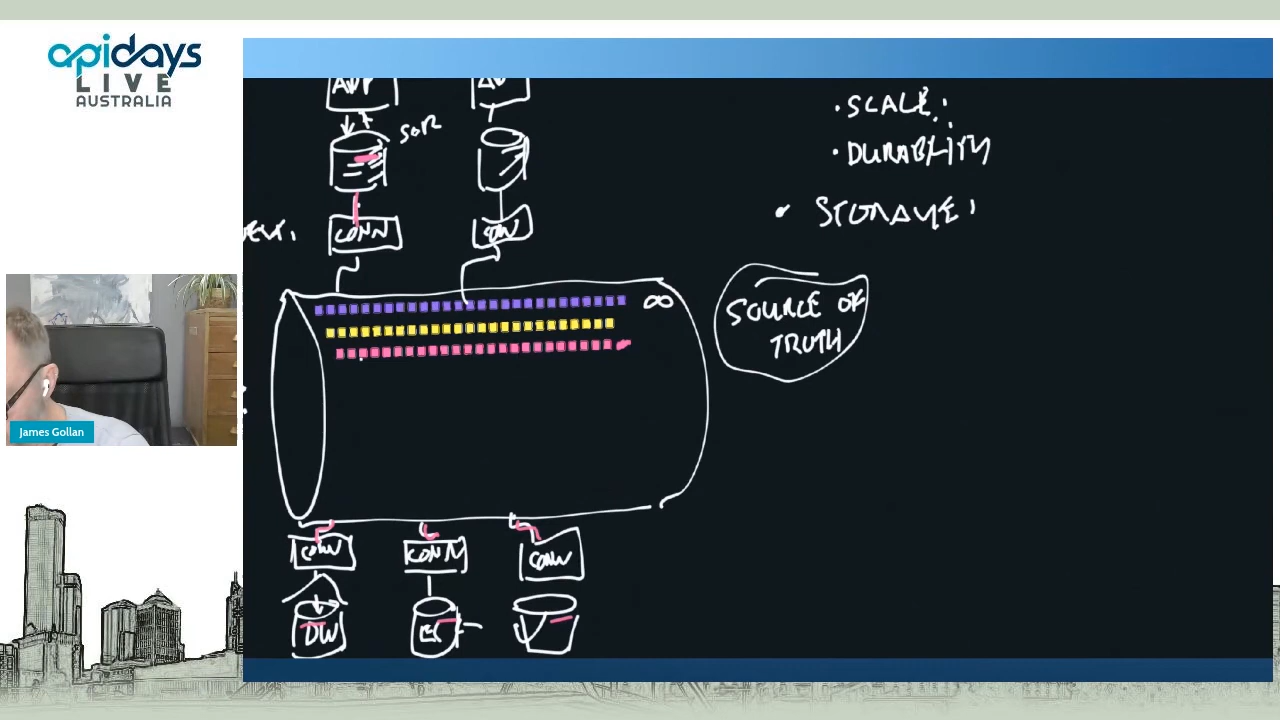 apidays
LIVE
AUSTRALIA
APP
SOR
CONN
CONN
• SCALE:
• DURABILITY
• STORAGE:
∞
SOURCE OF
TRUTH
James Gollan
CONN
CONN
CONN
DW